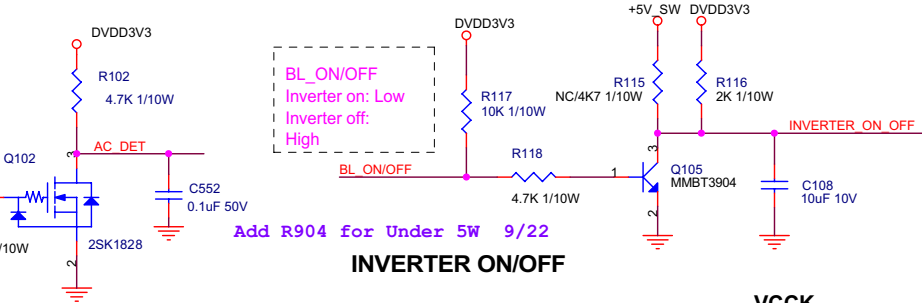 DVDD3V3
R102
4.7K 1/10W
Q102
3
AC_DET
C552
0.1uF 50V
2SK1828
2
/10W
BL_ON/OFF
Inverter on: Low
Inverter off:
High
DVDD3V3
R117
10K 1/10W
BL_ON/OFF
R118
4.7K 1/10W
+5V_SW
DVDD3V3
R115
NC/4K7 1/10W
R116
2K 1/10W
INVERTER_ON_OFF
3
1
Q105
MMBT3904
2
C108
10uF 10V
Add R904 for Under 5W 9/22
INVERTER ON/OFF
VCCK